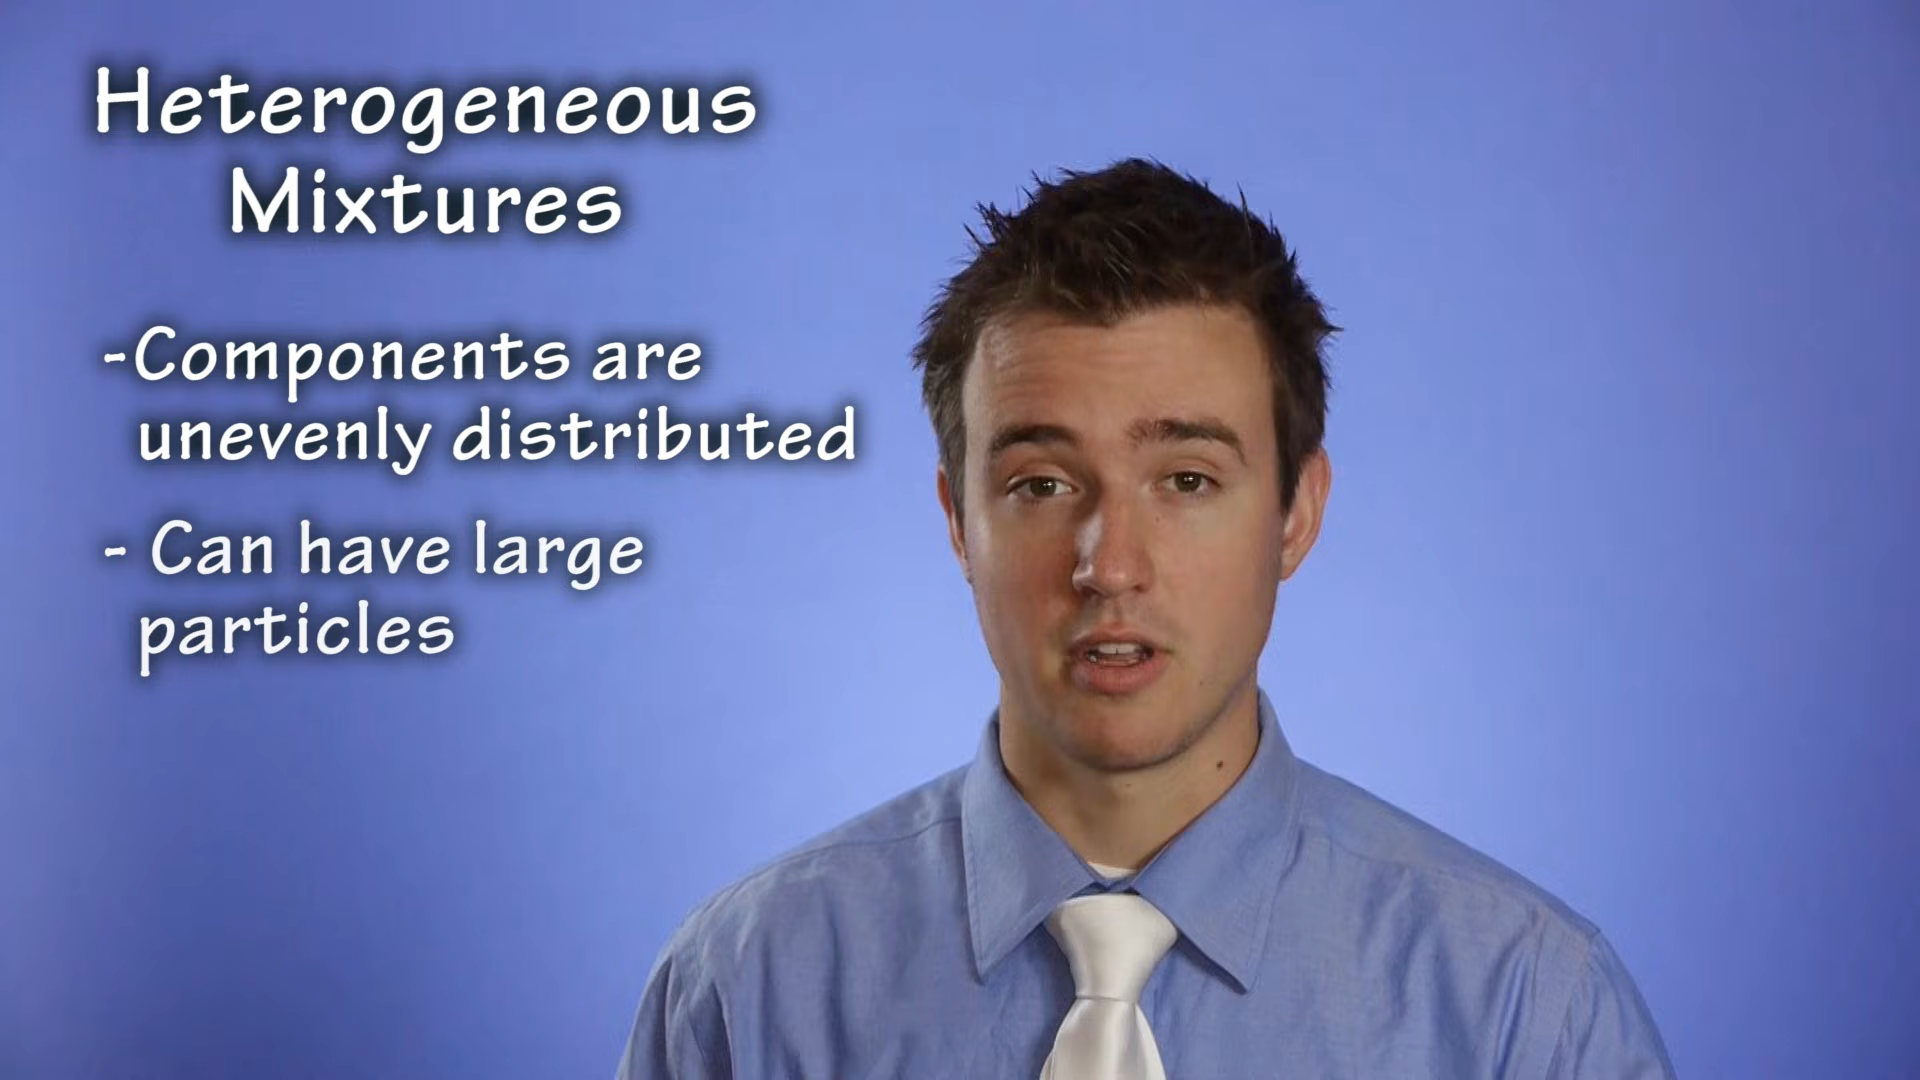 Heterogeneous
Mixtures
-Components are
unevenly distributed
- Can have large
particles